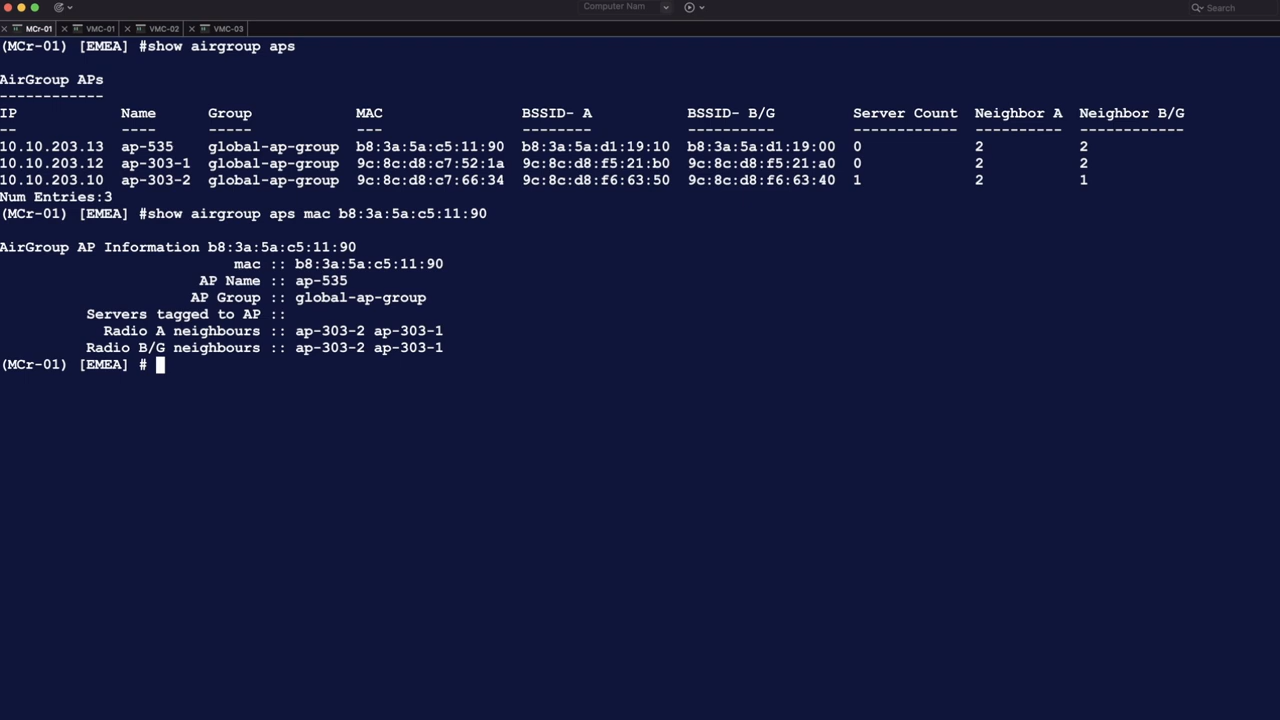 Computer Nam
Search
MCr-01 VMC-01 VMC-02 VMC-03
(MCr-01) [EMEA] #show airgroup aps
AirGroup APs
------------
IP Name Group MAC BSSID- A BSSID- B/G Server Count Neighbor A Neighbor B/G
-- ---- ----- --- -------- ---------- ------------ ---------- ------------
10.10.203.13 ap-535 global-ap-group b8:3a:5a:c5:11:90 b8:3a:5a:d1:19:10 b8:3a:5a:d1:19:00 0 2 2
10.10.203.12 ap-303-1 global-ap-group 9c:8c:d8:c7:52:1a 9c:8c:d8:f5:21:b0 9c:8c:d8:f5:21:a0 0 2 2
10.10.203.10 ap-303-2 global-ap-group 9c:8c:d8:c7:66:34 9c:8c:d8:f6:63:50 9c:8c:d8:f6:63:40 1 2 1
Num Entries:3
(MCr-01) [EMEA] #show airgroup aps mac b8:3a:5a:c5:11:90
AirGroup AP Information b8:3a:5a:c5:11:90
mac :: b8:3a:5a:c5:11:90
AP Name :: ap-535
AP Group :: global-ap-group
Servers tagged to AP ::
Radio A neighbours :: ap-303-2 ap-303-1
Radio B/G neighbours :: ap-303-2 ap-303-1
(MCr-01) [EMEA] #